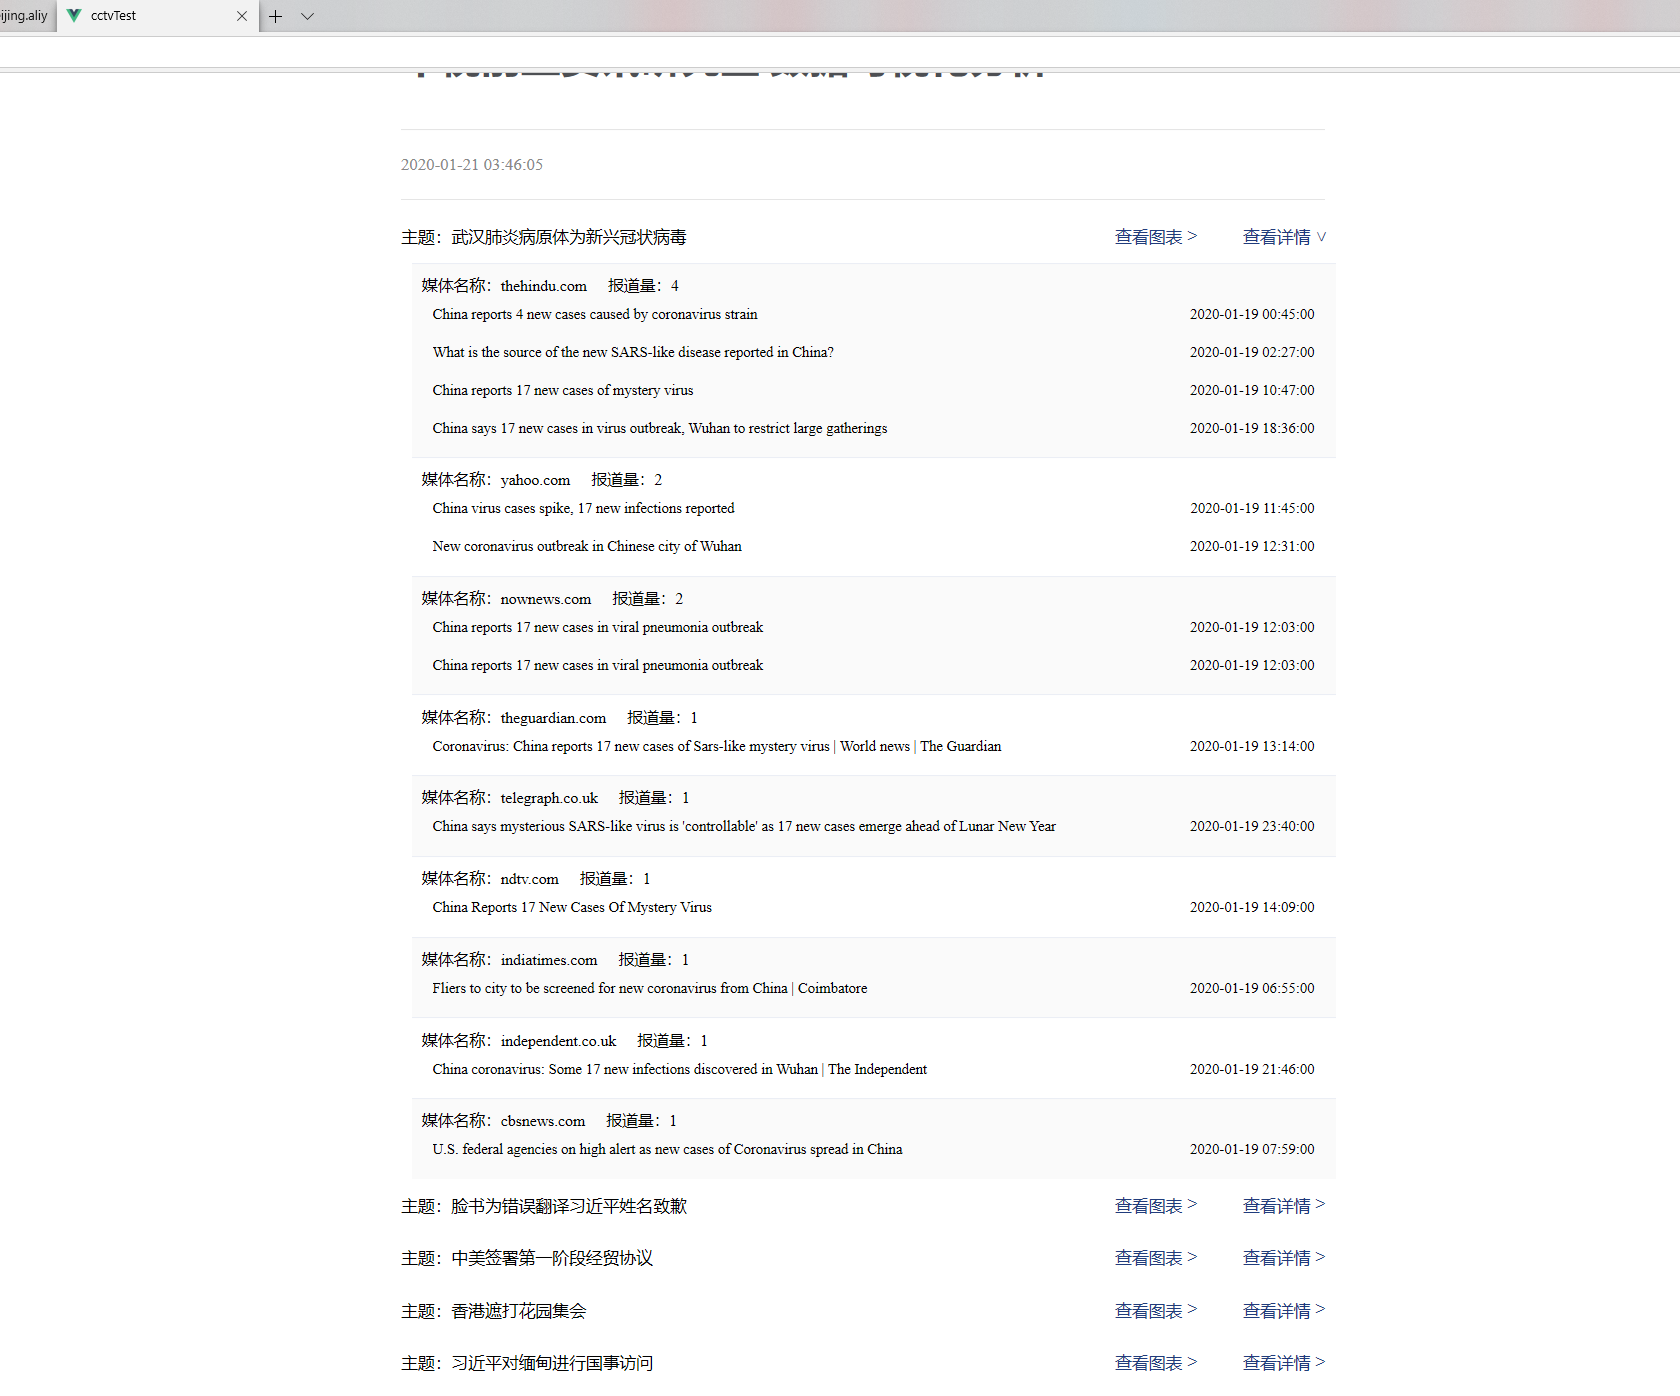 ijing.aliy
cctvTest
2020-01-21 03:46:05
主题：武汉肺炎病原体为新兴冠状病毒 查看图表 > 查看详情 >
媒体名称：thehindu.com 报道量：4
China reports 4 new cases caused by coronavirus strain 2020-01-19 00:45:00
What is the source of the new SARS-like disease reported in China? 2020-01-19 02:27:00
China reports 17 new cases of mystery virus 2020-01-19 10:47:00
China says 17 new cases in virus outbreak, Wuhan to restrict large gatherings 2020-01-19 18:36:00
媒体名称：yahoo.com 报道量：2
China virus cases spike, 17 new infections reported 2020-01-19 11:45:00
New coronavirus outbreak in Chinese city of Wuhan 2020-01-19 12:31:00
媒体名称：nownews.com 报道量：2
China reports 17 new cases in viral pneumonia outbreak 2020-01-19 12:03:00
China reports 17 new cases in viral pneumonia outbreak 2020-01-19 12:03:00
媒体名称：theguardian.com 报道量：1
Coronavirus: China reports 17 new cases of Sars-like mystery virus | World news | The Guardian 2020-01-19 13:14:00
媒体名称：telegraph.co.uk 报道量：1
China says mysterious SARS-like virus is 'controllable' as 17 new cases emerge ahead of Lunar New Year 2020-01-19 23:40:00
媒体名称：ndtv.com 报道量：1
China Reports 17 New Cases Of Mystery Virus 2020-01-19 14:09:00
媒体名称：indiatimes.com 报道量：1
Fliers to city to be screened for new coronavirus from China | Coimbatore 2020-01-19 06:55:00
媒体名称：independent.co.uk 报道量：1
China coronavirus: Some 17 new infections discovered in Wuhan | The Independent 2020-01-19 21:46:00
媒体名称：cbsnews.com 报道量：1
U.S. federal agencies on high alert as new cases of Coronavirus spread in China 2020-01-19 07:59:00
主题：脸书为错误翻译习近平姓名致歉 查看图表 > 查看详情 >
主题：中美签署第一阶段经贸协议 查看图表 > 查看详情 >
主题：香港遮打花园集会 查看图表 > 查看详情 >
主题：习近平对缅甸进行国事访问 查看图表 > 查看详情 >